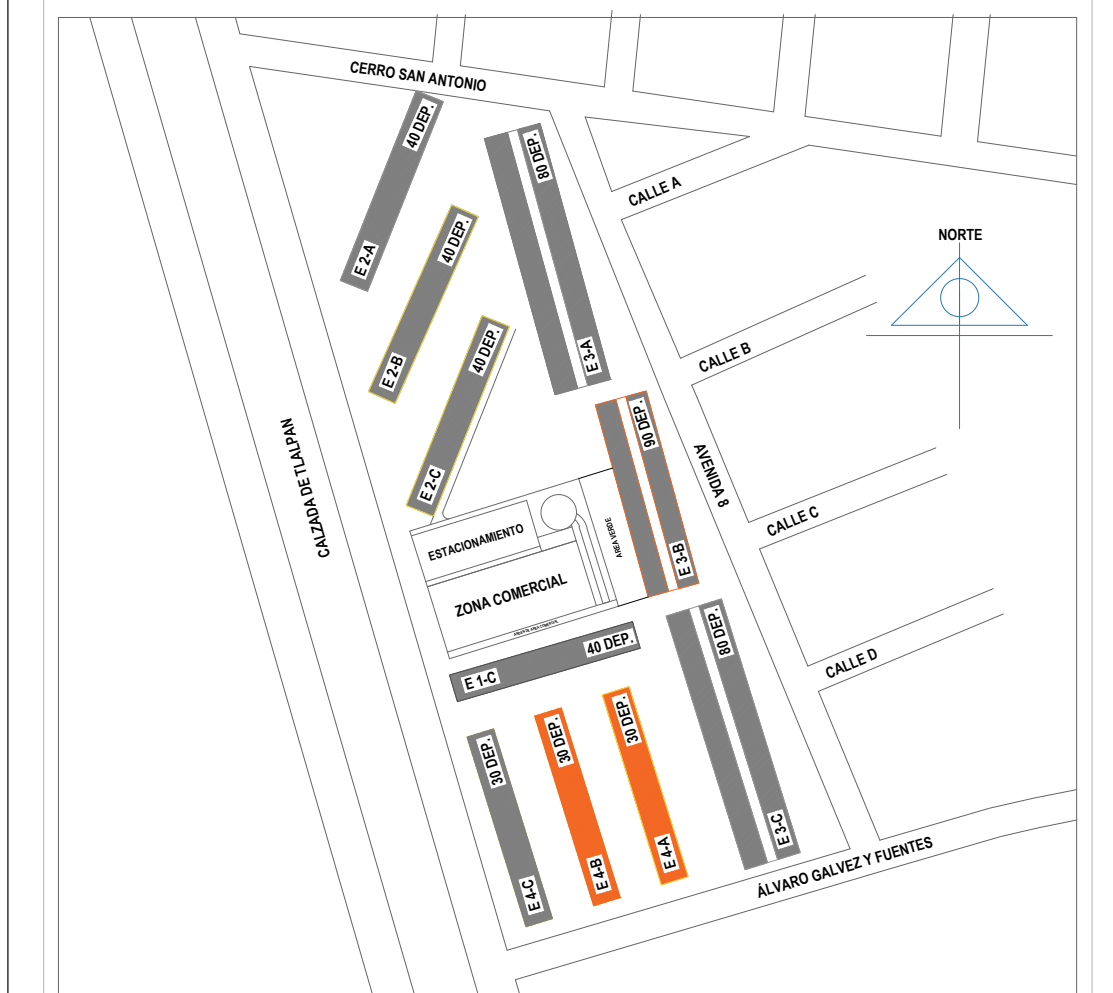 CERRO SAN ANTONIO
40 DEP.
E 2-A
80 DEP.
E 3-A
CALLE A
NORTE
40 DEP.
E 2-B
40 DEP.
E 2-C
CALLE B
90 DEP.
E 3-B
AVENIDA 8
CALZADA DE TLALPAN
ESTACIONAMIENTO
AREA VERDE
CALLE C
ZONA COMERCIAL
40 DEP.
E 1-C
80 DEP.
E 3-C
CALLE D
30 DEP.
E 4-C
30 DEP.
E 4-B
30 DEP.
E 4-A
ÁLVARO GALVEZ Y FUENTES